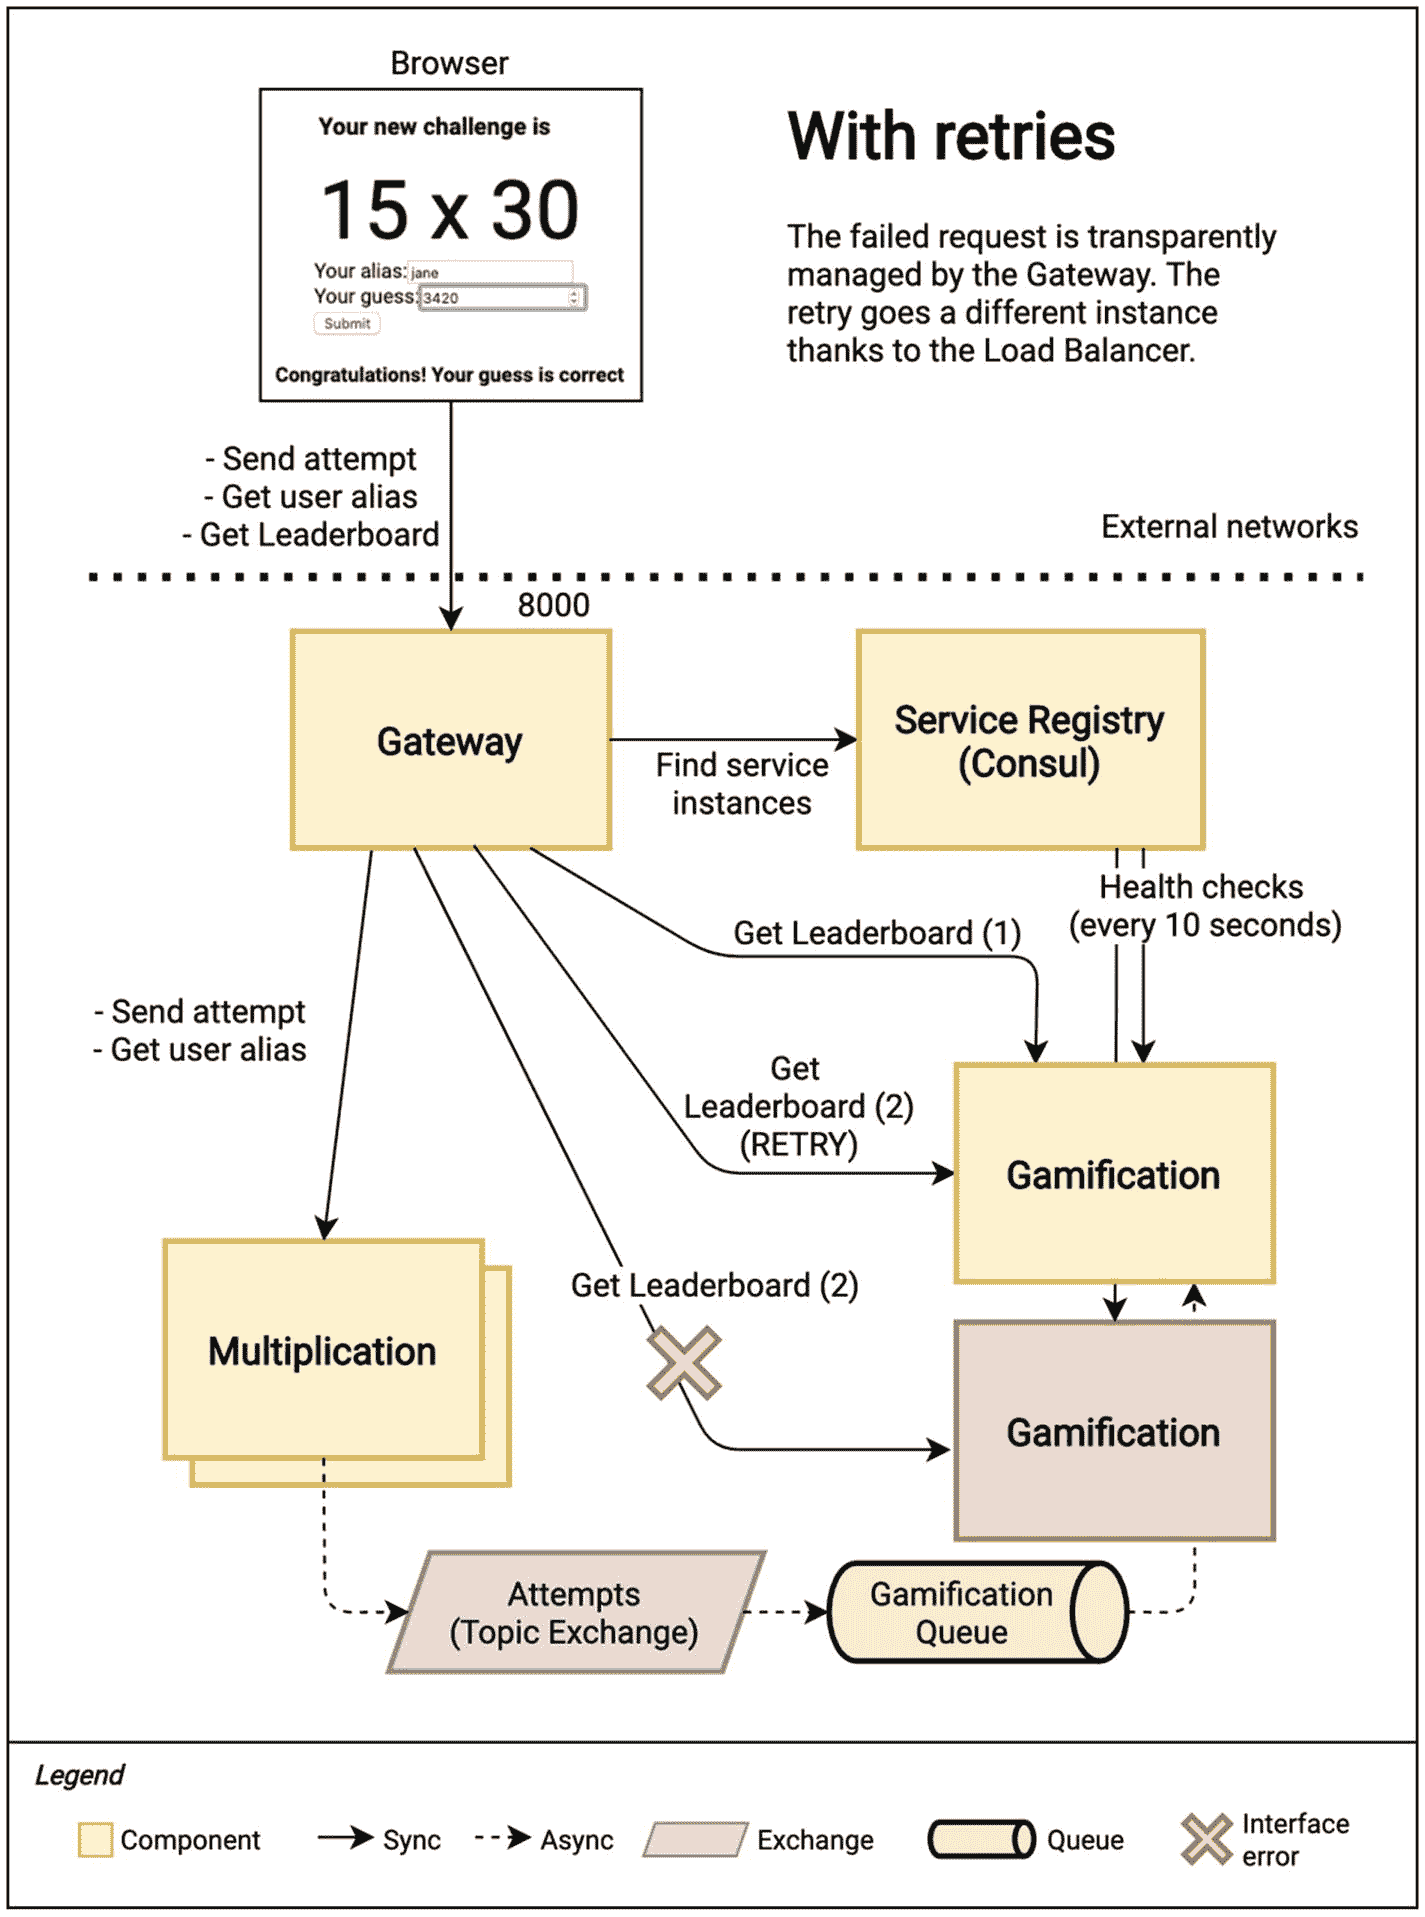 Browser
Your new challenge is
15 x 30
Your alias: jane
Your guess: 3420
Submit
Congratulations! Your guess is correct
With retries
The failed request is transparently
managed by the Gateway. The
retry goes a different instance
thanks to the Load Balancer.
- Send attempt
- Get user alias
- Get Leaderboard
External networks
8000
Gateway
Find service
instances
Service Registry
(Consul)
Health checks
(every 10 seconds)
Get Leaderboard (1)
- Send attempt
- Get user alias
Get
Leaderboard (2)
(RETRY)
Gamification
Get Leaderboard (2)
Multiplication
Gamification
Attempts
(Topic Exchange)
Gamification
Queue
Legend
Component
Sync
Async
Exchange
Queue
Interface
error